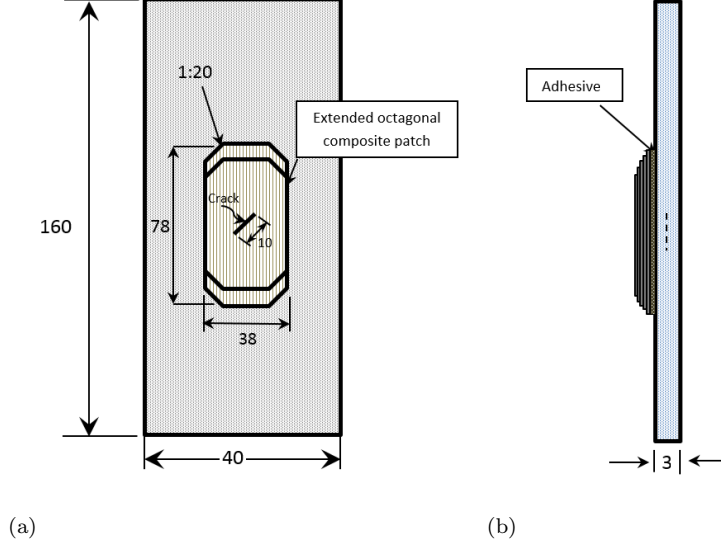 1:20
Extended octagonal
composite patch
Crack
10
160
78
38
40
Adhesive
3
(a)
(b)